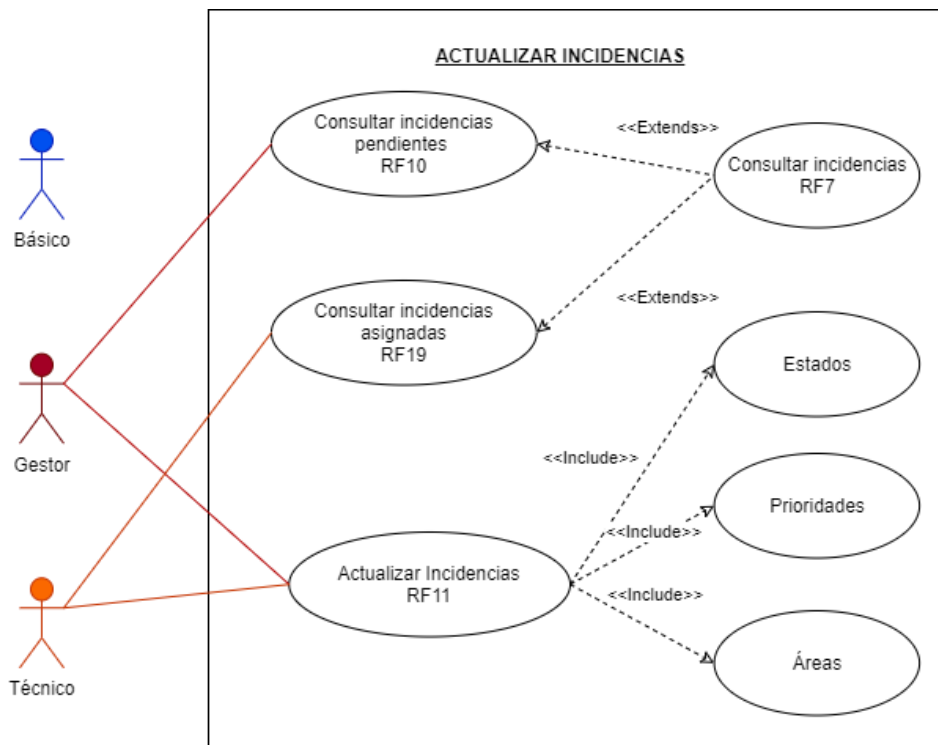 ACTUALIZAR INCIDENCIAS
Consultar incidencias
pendientes
RF10
<<Extends>>
Consultar incidencias
RF7
Básico
Consultar incidencias
asignadas
RF19
<<Extends>>
Estados
Gestor
<<Include>>
Prioridades
<<Include>>
Actualizar Incidencias
RF11
<<Include>>
Áreas
Técnico